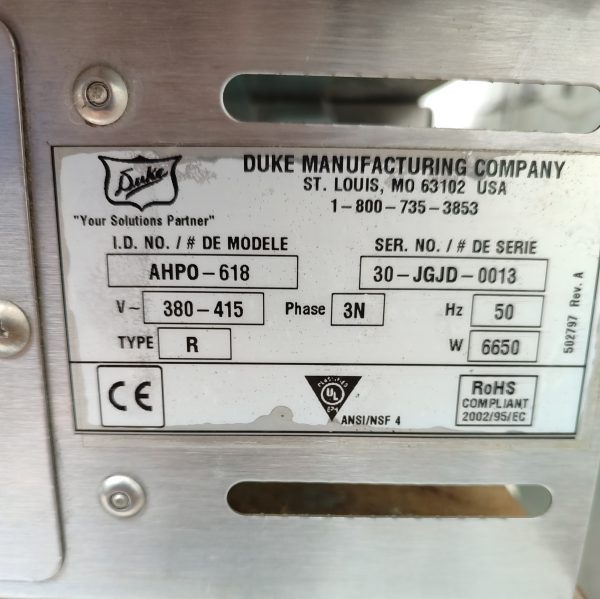 Duke
DUKE MANUFACTURING COMPANY
ST. LOUIS, MO 63102 USA
1-800-735-3853
"Your Solutions Partner"
I.D. NO. / # DE MODELE
SER. NO. / # DE SERIE
AHPO-618
30-JGJD-0013
V~ 380-415 Phase 3N Hz 50
TYPE R W 6650
502797 Rev. A
CE
CLASSIFIED
UL
EPH
ANSI/NSF 4
RoHS
COMPLIANT
2002/95/EC